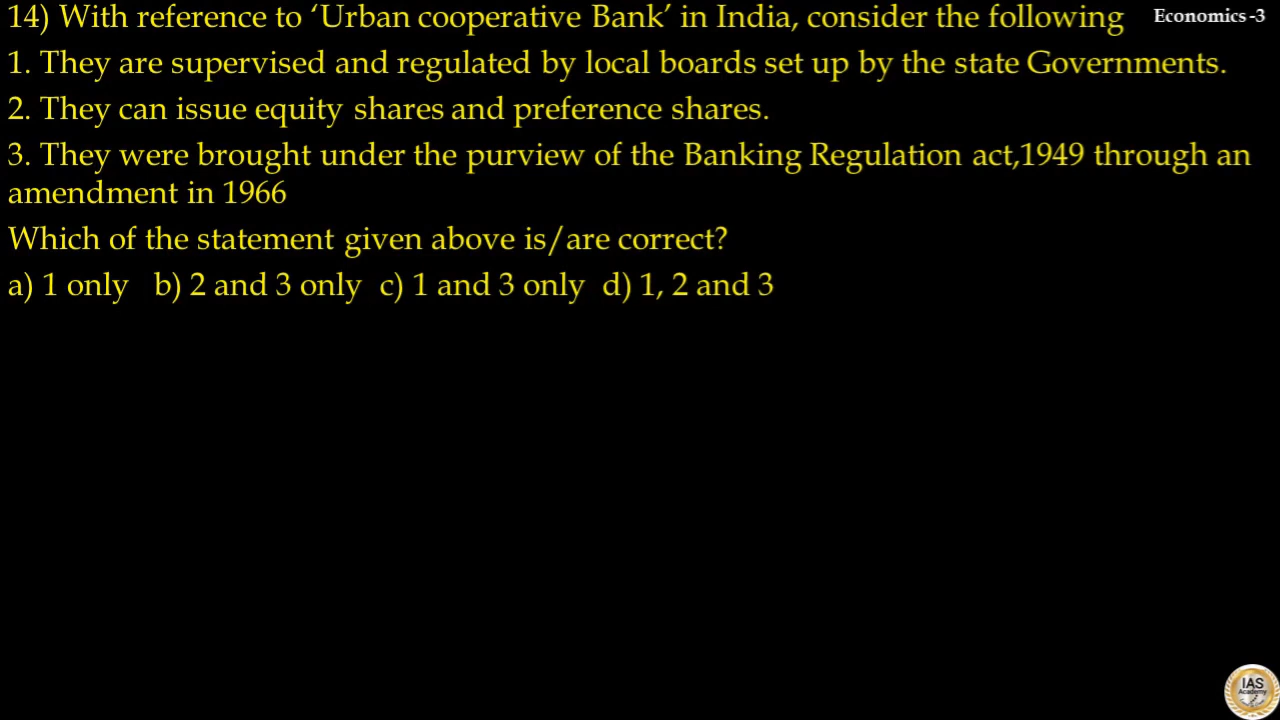 14) With reference to ‘Urban cooperative Bank’ in India, consider the following
Economics -3
1. They are supervised and regulated by local boards set up by the state Governments.
2. They can issue equity shares and preference shares.
3. They were brought under the purview of the Banking Regulation act,1949 through an
amendment in 1966
Which of the statement given above is/are correct?
a) 1 only b) 2 and 3 only c) 1 and 3 only d) 1, 2 and 3
IAS
Academy